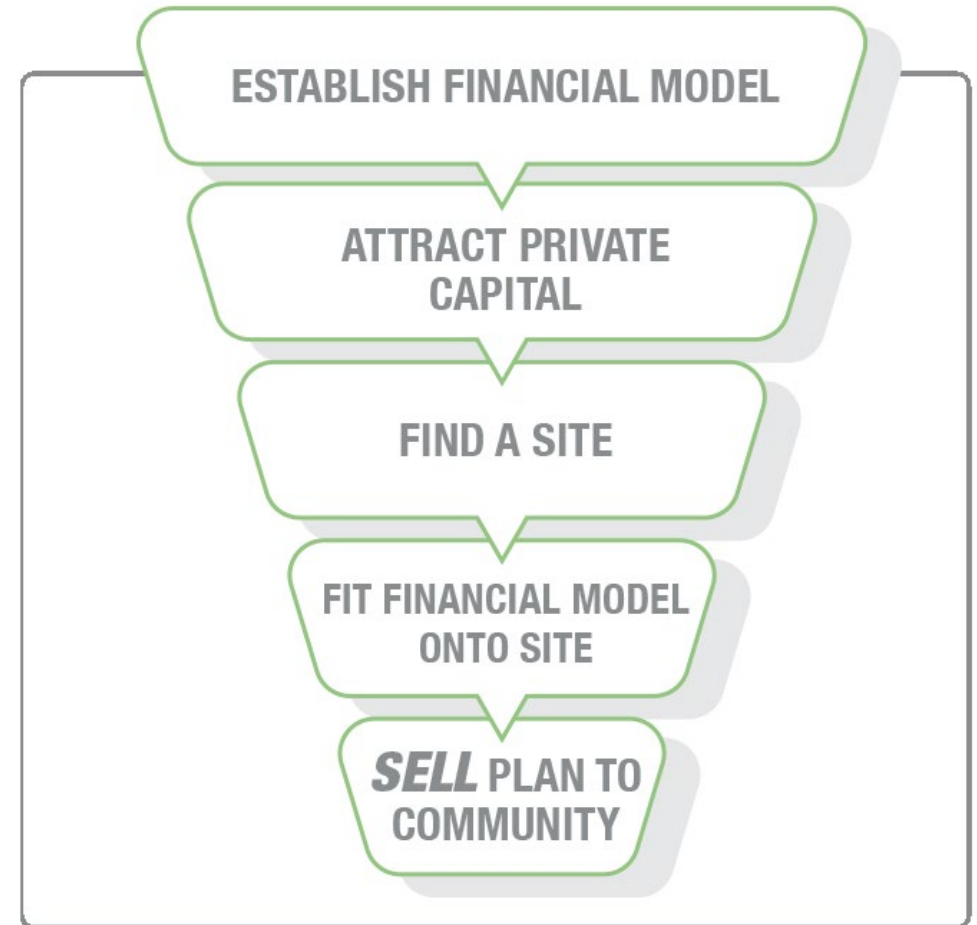 ESTABLISH FINANCIAL MODEL
ATTRACT PRIVATE
CAPITAL
FIND A SITE
FIT FINANCIAL MODEL
ONTO SITE
SELL PLAN TO
COMMUNITY